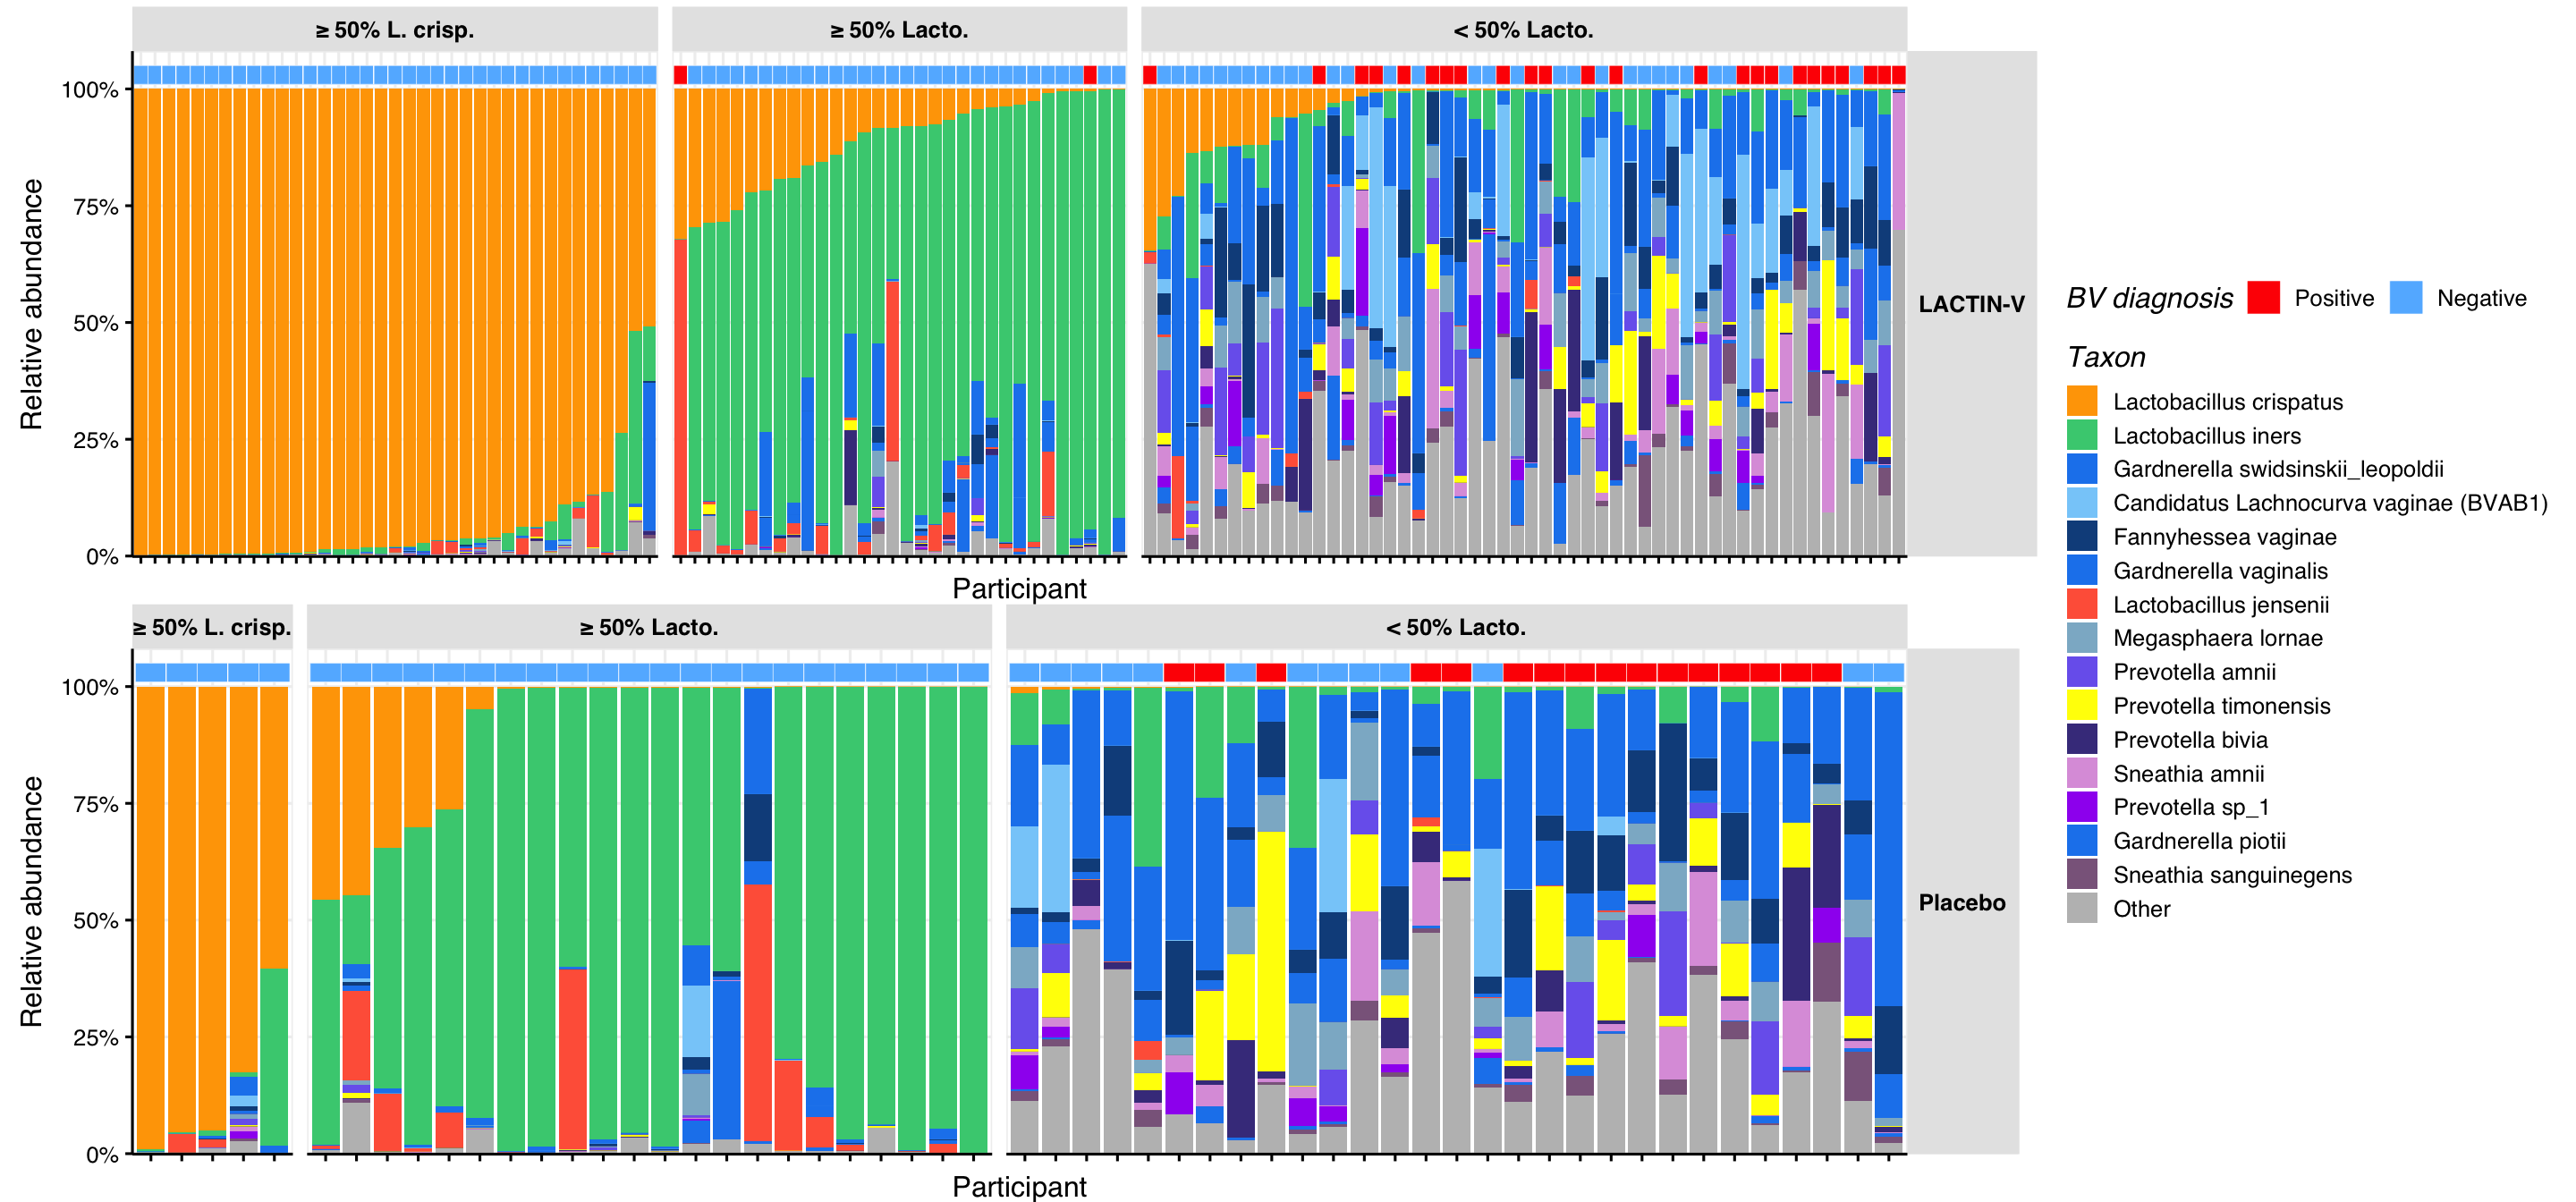 ≥ 50% L. crisp.
≥ 50% Lacto.
< 50% Lacto.
100%
75%
50%
25%
0%
Relative abundance
LACTIN-V
Participant
≥ 50% L. crisp.
≥ 50% Lacto.
< 50% Lacto.
100%
75%
50%
25%
0%
Relative abundance
Placebo
Participant
BV diagnosis Positive Negative
Taxon
Lactobacillus crispatus
Lactobacillus iners
Gardnerella swidsinskii_leopoldii
Candidatus Lachnocurva vaginae (BVAB1)
Fannyhessea vaginae
Gardnerella vaginalis
Lactobacillus jensenii
Megasphaera lornae
Prevotella amnii
Prevotella timonensis
Prevotella bivia
Sneathia amnii
Prevotella sp_1
Gardnerella piotii
Sneathia sanguinegens
Other